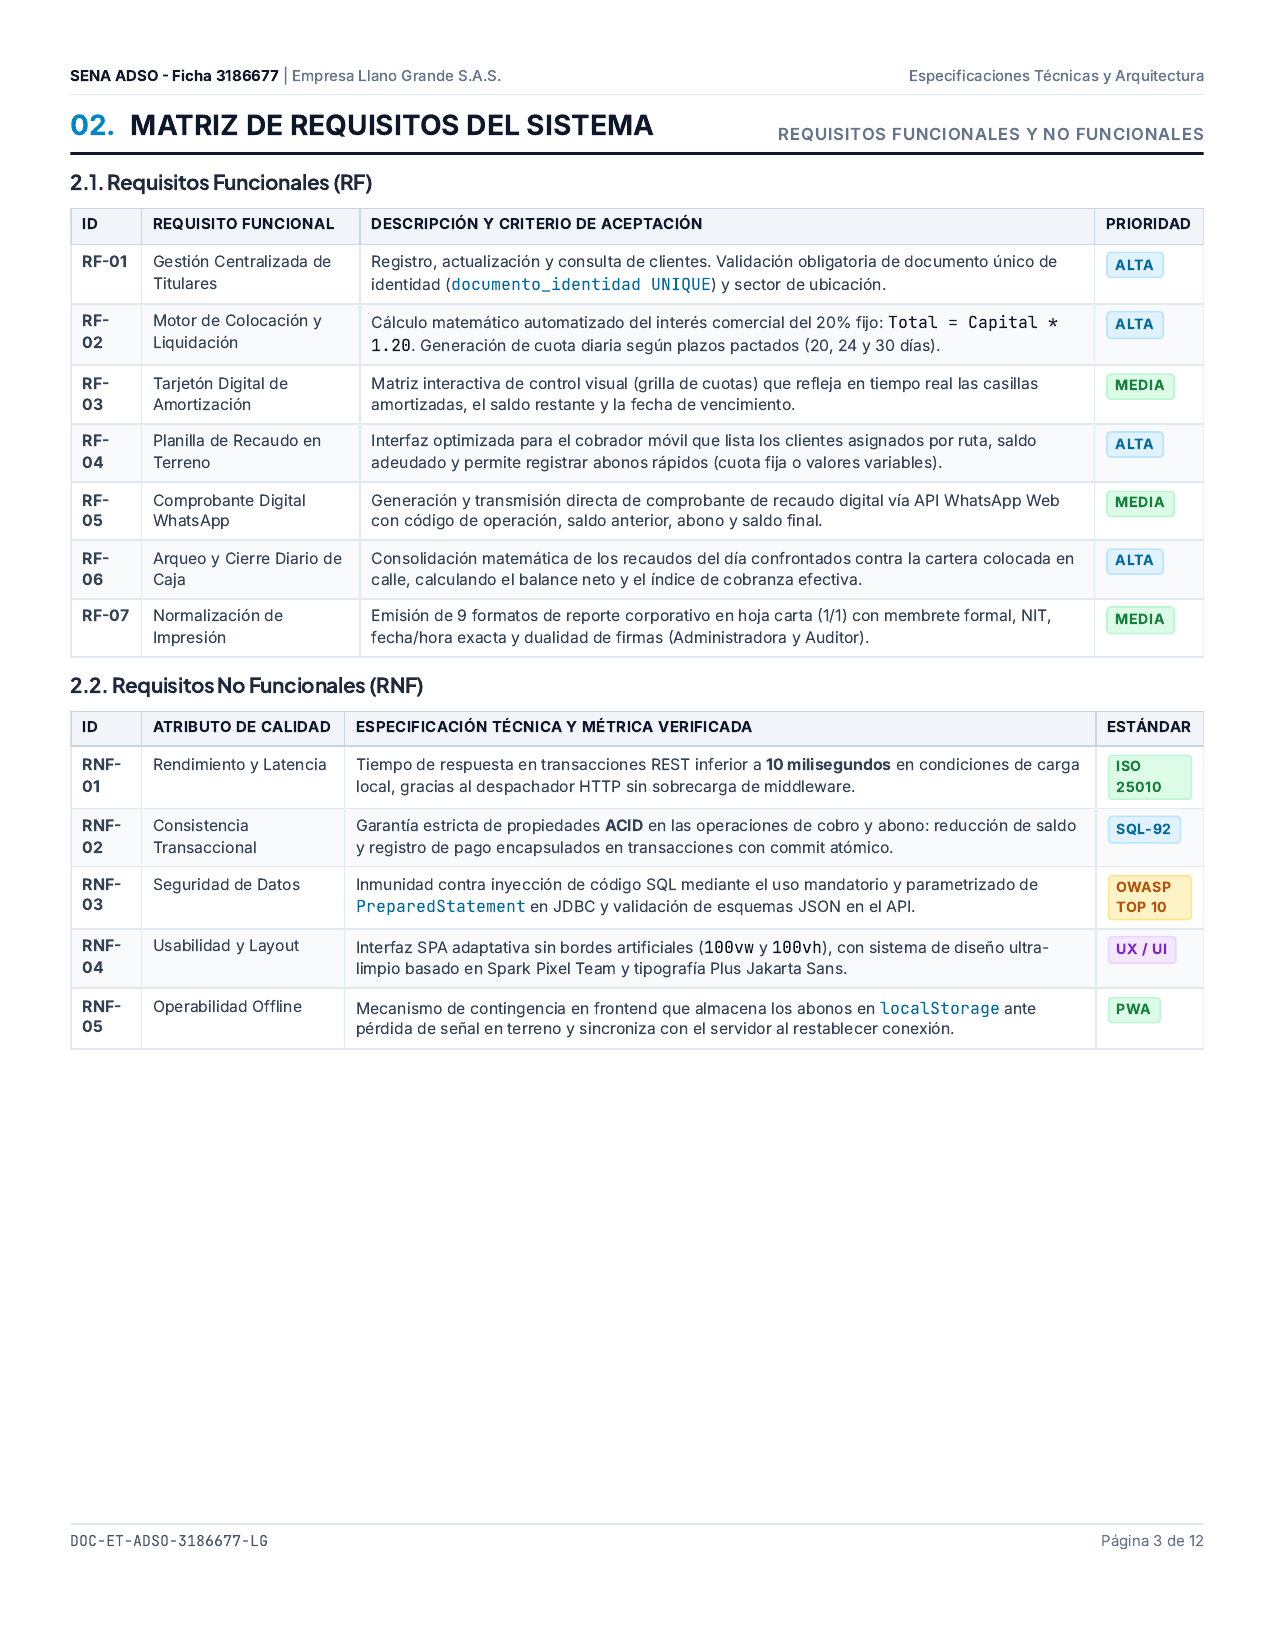 SENA ADSO - Ficha 3186677 | Empresa Llano Grande S.A.S.
Especificaciones Técnicas y Arquitectura
02. MATRIZ DE REQUISITOS DEL SISTEMA
REQUISITOS FUNCIONALES Y NO FUNCIONALES
2.1. Requisitos Funcionales (RF)
ID REQUISITO FUNCIONAL DESCRIPCIÓN Y CRITERIO DE ACEPTACIÓN PRIORIDAD
RF-01 Gestión Centralizada de Registro, actualización y consulta de clientes. Validación obligatoria de documento único de ALTA
Titulares identidad (documento_identidad UNIQUE) y sector de ubicación.
RF- Motor de Colocación y Cálculo matemático automatizado del interés comercial del 20% fijo: Total = Capital * ALTA
02 Liquidación 1.20. Generación de cuota diaria según plazos pactados (20, 24 y 30 días).
RF- Tarjetón Digital de Matriz interactiva de control visual (grilla de cuotas) que refleja en tiempo real las casillas MEDIA
03 Amortización amortizadas, el saldo restante y la fecha de vencimiento.
RF- Planilla de Recaudo en Interfaz optimizada para el cobrador móvil que lista los clientes asignados por ruta, saldo ALTA
04 Terreno adeudado y permite registrar abonos rápidos (cuota fija o valores variables).
RF- Comprobante Digital Generación y transmisión directa de comprobante de recaudo digital vía API WhatsApp Web MEDIA
05 WhatsApp con código de operación, saldo anterior, abono y saldo final.
RF- Arqueo y Cierre Diario de Consolidación matemática de los recaudos del día confrontados contra la cartera colocada en ALTA
06 Caja calle, calculando el balance neto y el índice de cobranza efectiva.
RF-07 Normalización de Emisión de 9 formatos de reporte corporativo en hoja carta (1/1) con membrete formal, NIT, MEDIA
Impresión fecha/hora exacta y dualidad de firmas (Administradora y Auditor).
2.2. Requisitos No Funcionales (RNF)
ID ATRIBUTO DE CALIDAD ESPECIFICACIÓN TÉCNICA Y MÉTRICA VERIFICADA ESTÁNDAR
RNF- Rendimiento y Latencia Tiempo de respuesta en transacciones REST inferior a 10 milisegundos en condiciones de carga ISO
01 local, gracias al despachador HTTP sin sobrecarga de middleware. 25010
RNF- Consistencia Garantía estricta de propiedades ACID en las operaciones de cobro y abono: reducción de saldo SQL-92
02 Transaccional y registro de pago encapsulados en transacciones con commit atómico.
RNF- Seguridad de Datos Inmunidad contra inyección de código SQL mediante el uso mandatorio y parametrizado de OWASP
03 PreparedStatement en JDBC y validación de esquemas JSON en el API. TOP 10
RNF- Usabilidad y Layout Interfaz SPA adaptativa sin bordes artificiales (100vw y 100vh), con sistema de diseño ultra- UX / UI
04 limpio basado en Spark Pixel Team y tipografía Plus Jakarta Sans.
RNF- Operabilidad Offline Mecanismo de contingencia en frontend que almacena los abonos en localStorage ante PWA
05 pérdida de señal en terreno y sincroniza con el servidor al restablecer conexión.
DOC-ET-ADSO-3186677-LG
Página 3 de 12